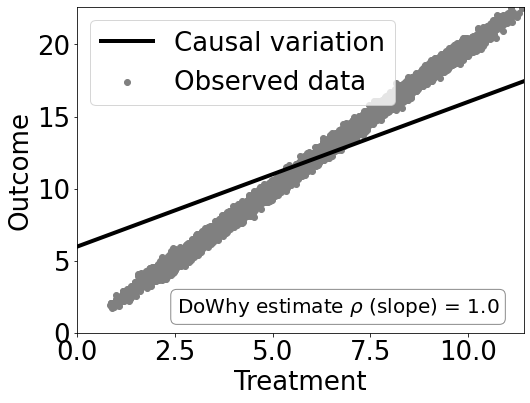 Causal variation
Observed data
20
15
10
5
0
Outcome
DoWhy estimate ρ (slope) = 1.0
0.0 2.5 5.0 7.5 10.0
Treatment